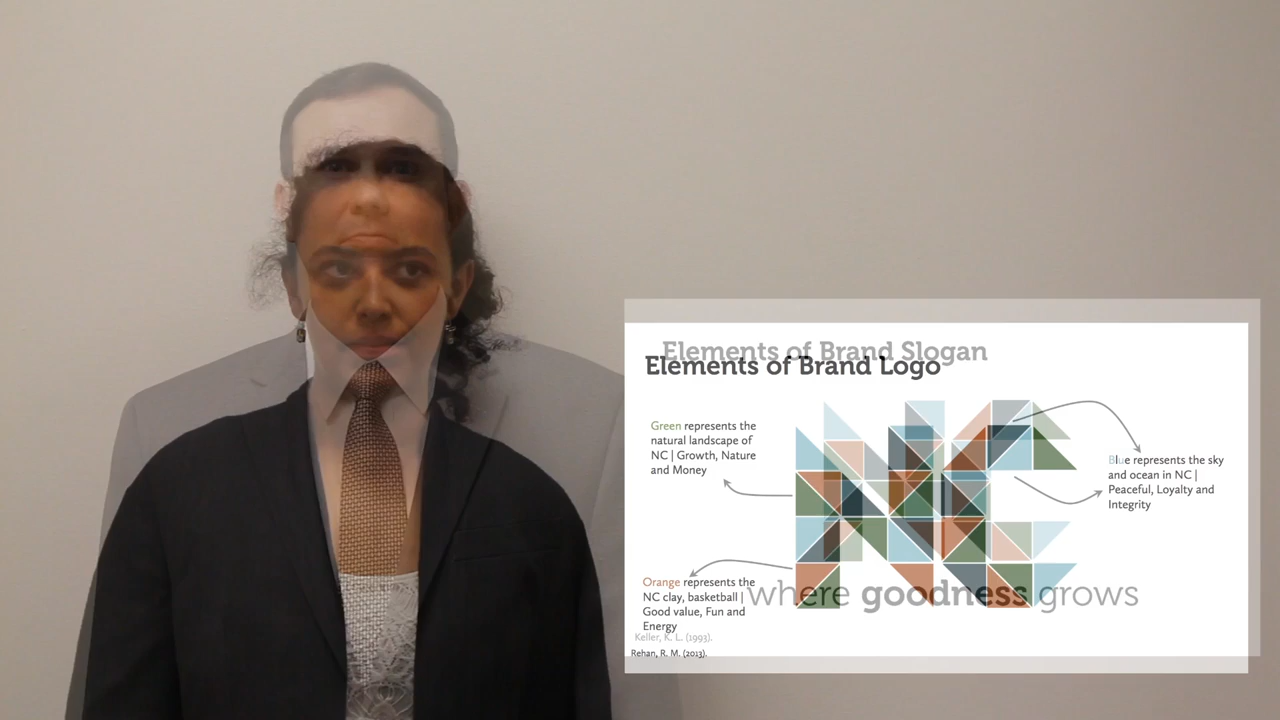 Elements of Brand Slogan
Elements of Brand Logo
Green represents the
natural landscape of
NC | Growth, Nature
and Money
NC
Blue represents the sky
and ocean in NC |
Peaceful, Loyalty and
Integrity
Orange represents the
NC clay, basketball |
Good value, Fun and
Energy
where goodness grows
Keller, K. L. (1993).
Rehan, R. M. (2013).